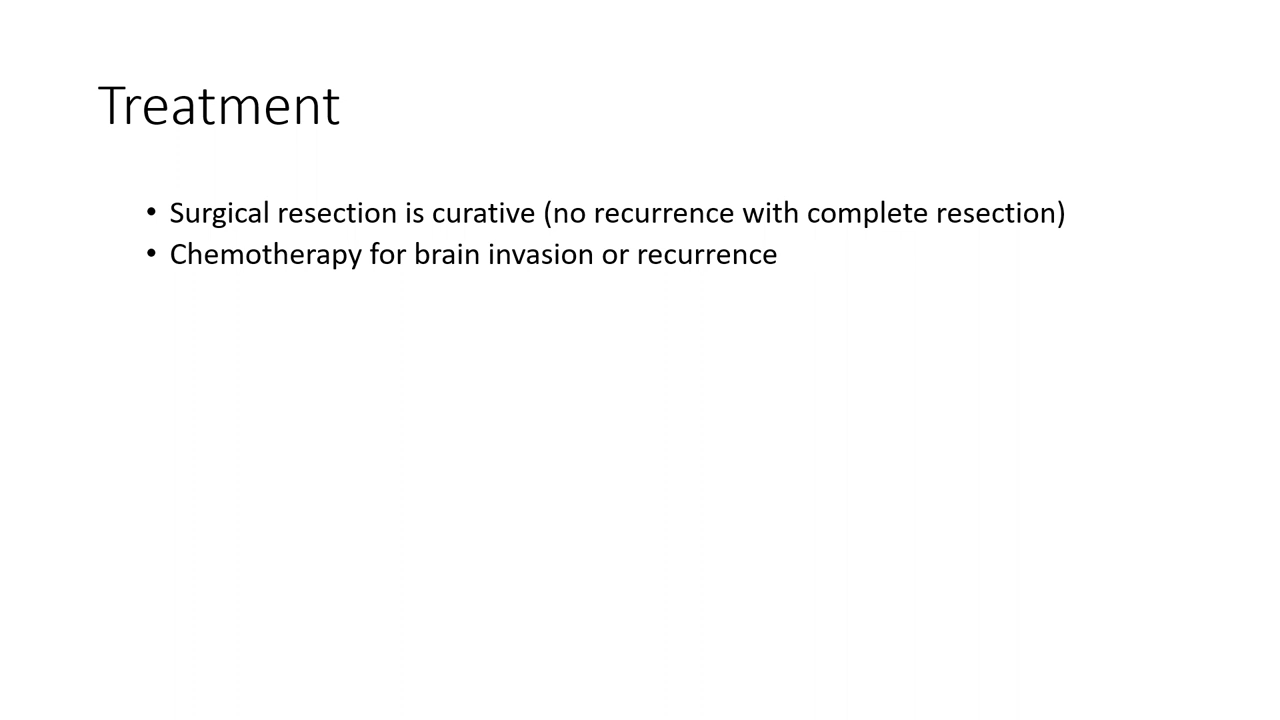 Treatment
• Surgical resection is curative (no recurrence with complete resection)
• Chemotherapy for brain invasion or recurrence